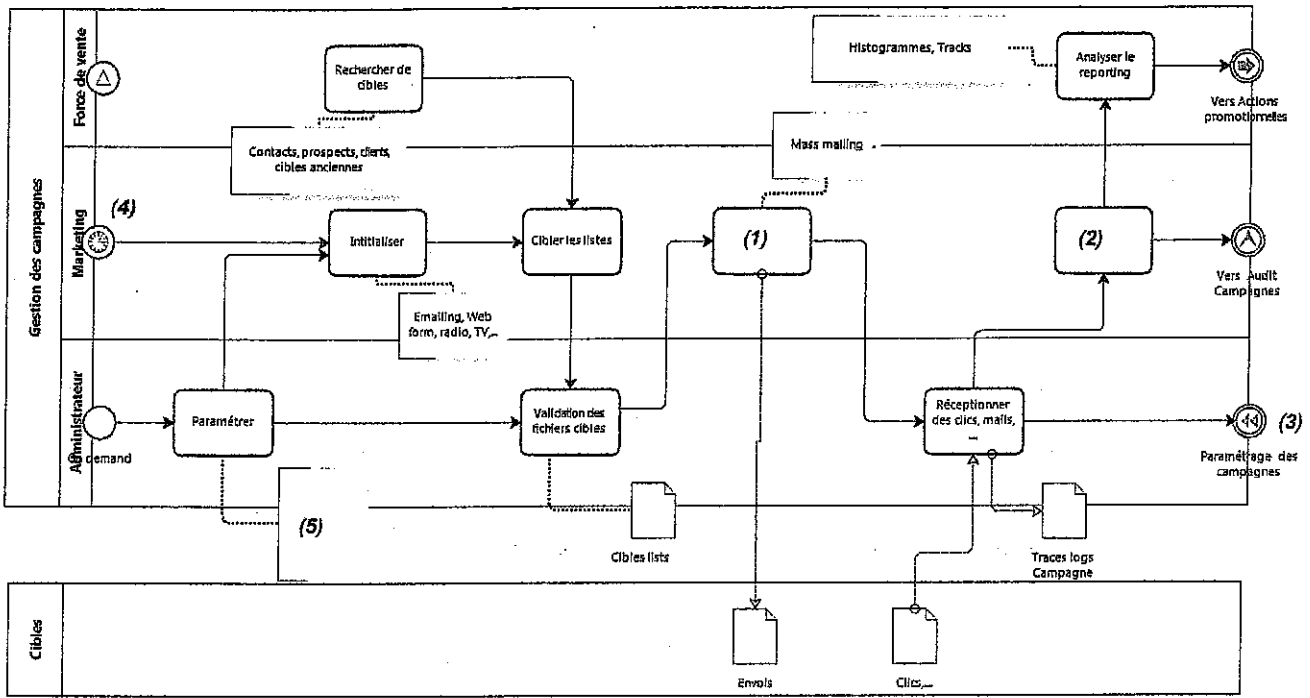 Gestion des campagnes
Force de vente
Rechercher de
cibles
Histogrammes, Tracks
Analyser le
reporting
Vers Actions
promotionneles
Contacts, prospects, clients,
cibles anciennes
Mass mailing
Marketing
(4)
Intitialiser
Cibler les listes
(1)
(2)
Vers Audit
Campagnes
Emailing, Web
form, radio, TV,...
Administrateur
demand
Paramétrer
Validation des
fichiers cibles
Réceptionner
des clics, mails,
...
(3)
Paramétrage des
campagnes
(5)
Cibles lists
Traces logs
Campagne
Cibles
Envois
Clics,...